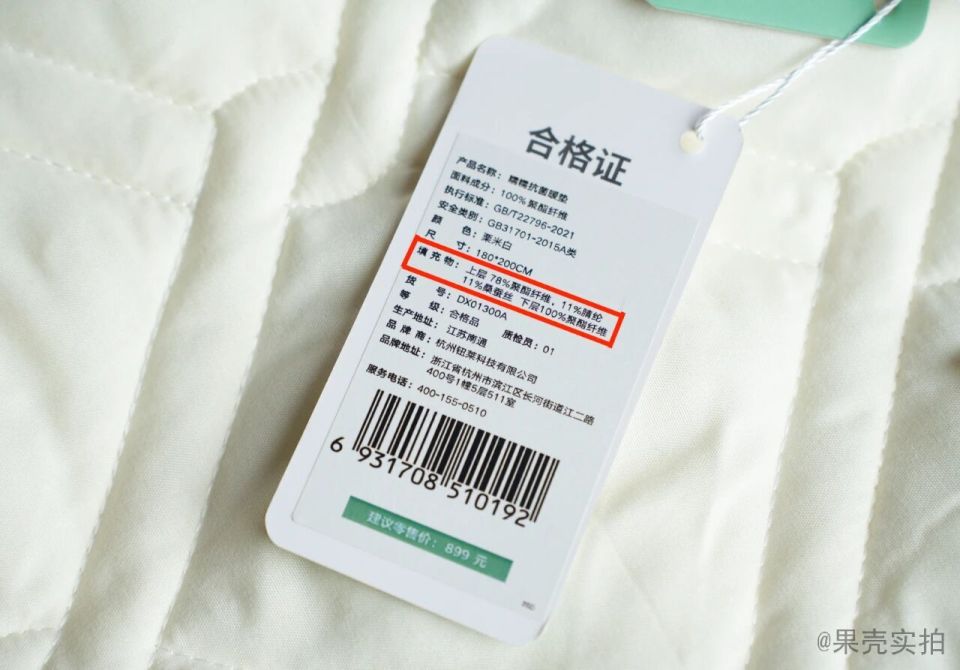 合格证
产品名称：糯糯抗菌暖垫
面料成分：100% 聚酯纤维
执行标准：GB/T22796-2021
安全类别：GB31701-2015A类
颜 色：栗米白
尺 寸：180*200CM
填 充 物：上层 78%聚酯纤维，11%腈纶
11%桑蚕丝 下层100%聚酯纤维
货 号：DX01300A
等 级：合格品 质检员：01
生产地址：江苏南通
品 牌 商：杭州钮莱科技有限公司
品牌地址：浙江省杭州市滨江区长河街道江二路
400号1幢5层511室
服务电话：400-155-0510
6 931708 510192
建议零售价：899 元
@果壳实拍